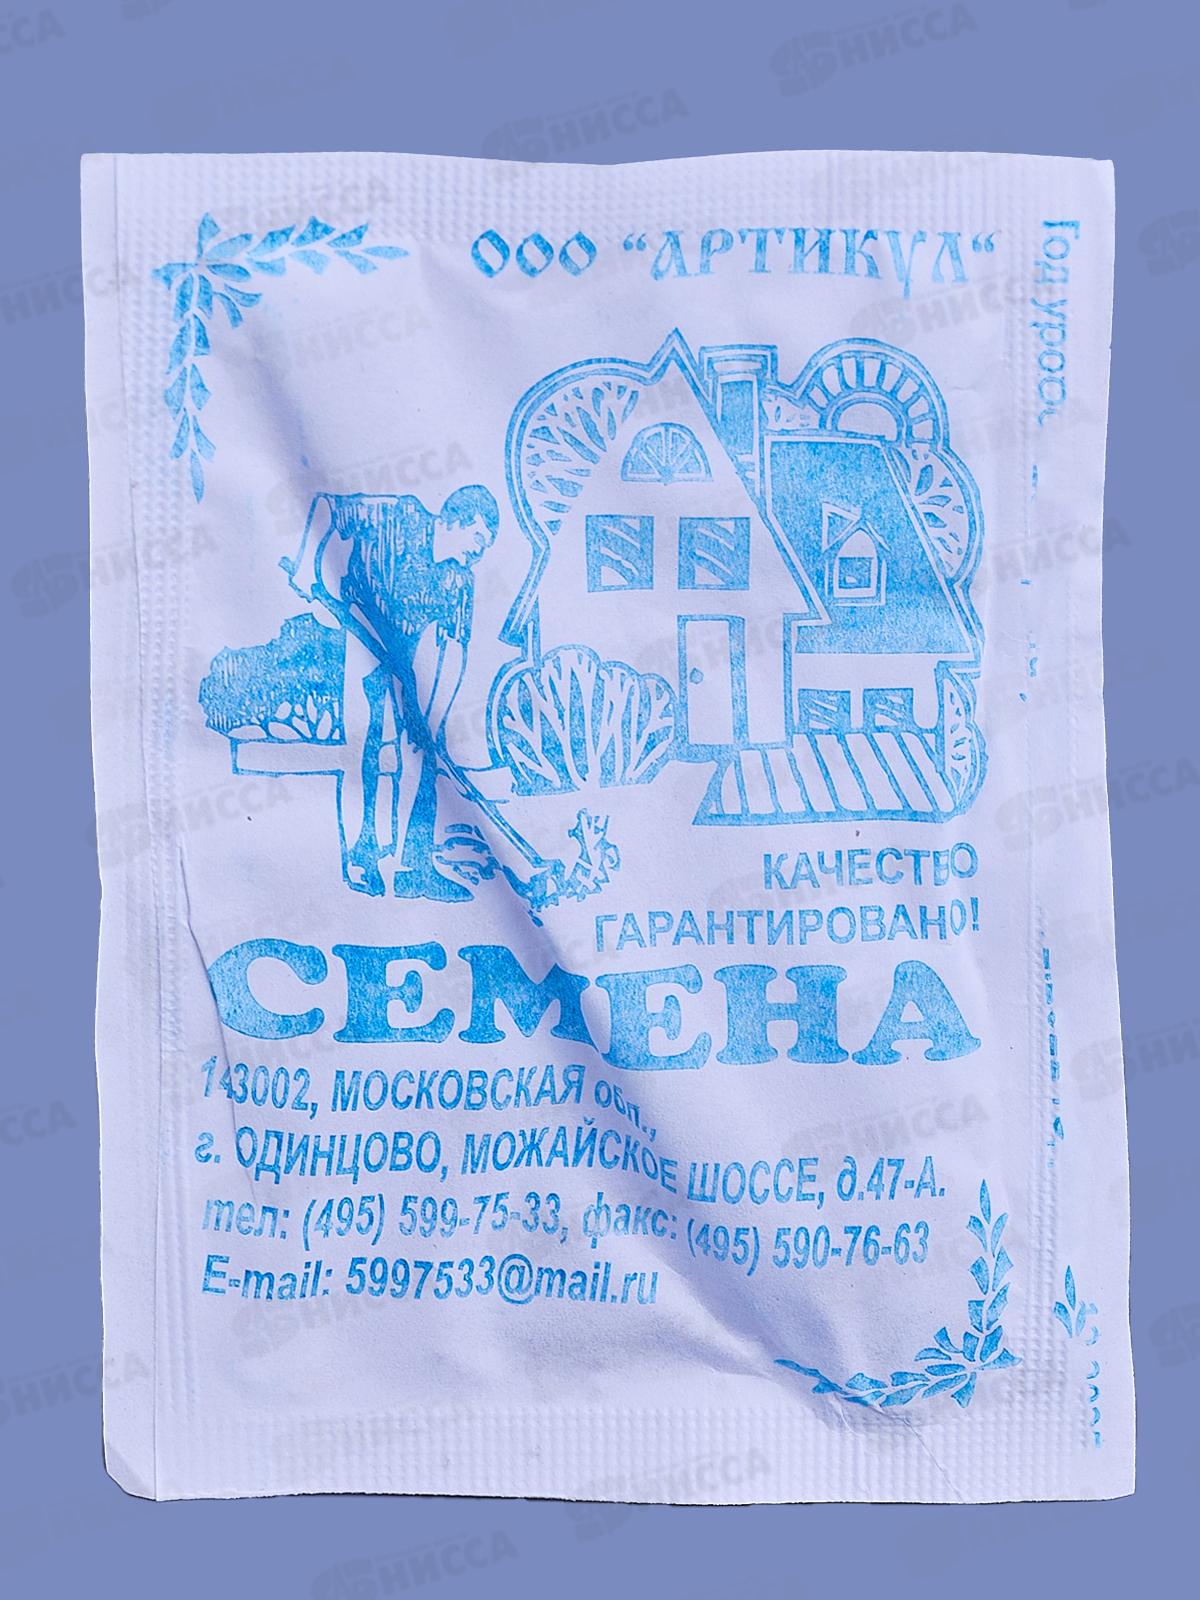 ООО “АРТИКУЛ“
Год урож
КАЧЕСТВО
ГАРАНТИРОВАНО!
СЕМЕНА
143002, МОСКОВСКАЯ обл.,
г. ОДИНЦОВО, МОЖАЙСКОЕ ШОССЕ, д.47-А.
тел: (495) 599-75-33, факс: (495) 590-76-63
E-mail: 5997533@mail.ru
НИССА